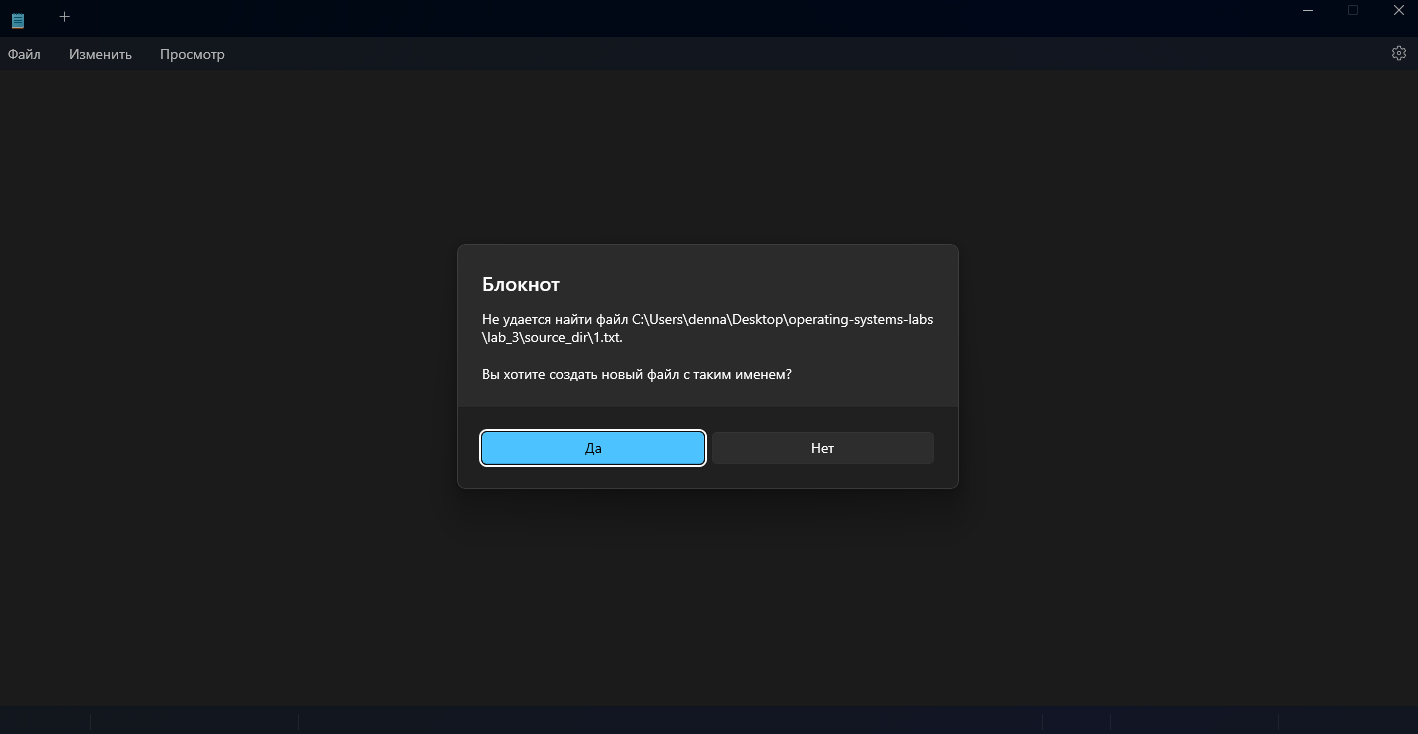 Файл Изменить Просмотр
Блокнот
Не удается найти файл C:\Users\denna\Desktop\operating-systems-labs
\lab_3\source_dir\1.txt.
Вы хотите создать новый файл с таким именем?
Да Нет